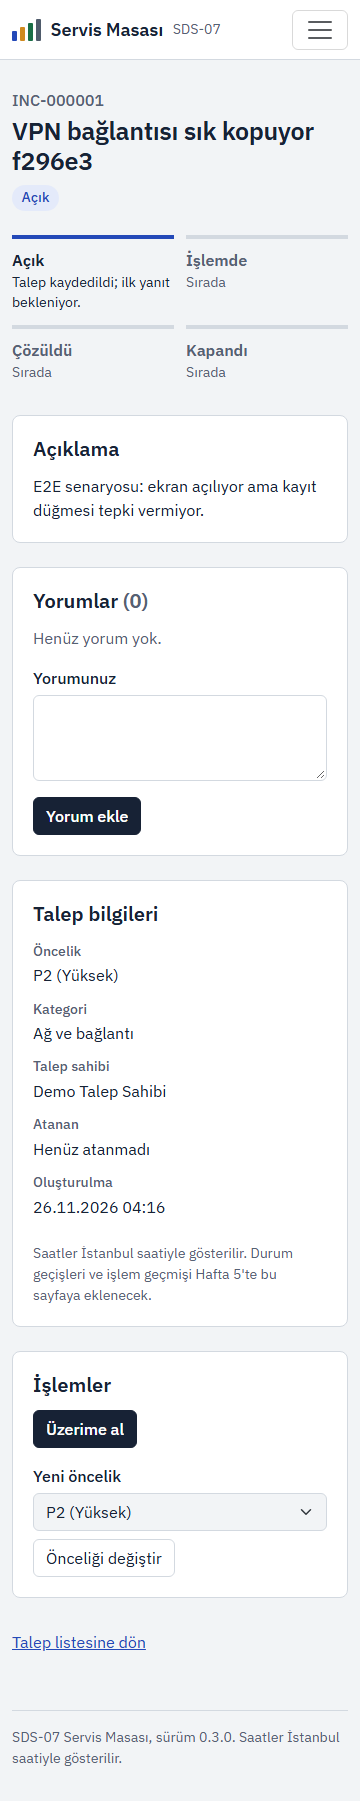 Servis Masası SDS-07
INC-000001
VPN bağlantısı sık kopuyor
f296e3
Açık
Açık
Talep kaydedildi; ilk yanıt
bekleniyor.
İşlemde
Sırada
Çözüldü
Sırada
Kapandı
Sırada
Açıklama
E2E senaryosu: ekran açılıyor ama kayıt
düğmesi tepki vermiyor.
Yorumlar (0)
Henüz yorum yok.
Yorumunuz
Yorum ekle
Talep bilgileri
Öncelik
P2 (Yüksek)
Kategori
Ağ ve bağlantı
Talep sahibi
Demo Talep Sahibi
Atanan
Henüz atanmadı
Oluşturulma
26.11.2026 04:16
Saatler İstanbul saatiyle gösterilir. Durum
geçişleri ve işlem geçmişi Hafta 5'te bu
sayfaya eklenecek.
İşlemler
Üzerime al
Yeni öncelik
P2 (Yüksek)
Önceliği değiştir
Talep listesine dön
SDS-07 Servis Masası, sürüm 0.3.0. Saatler İstanbul
saatiyle gösterilir.